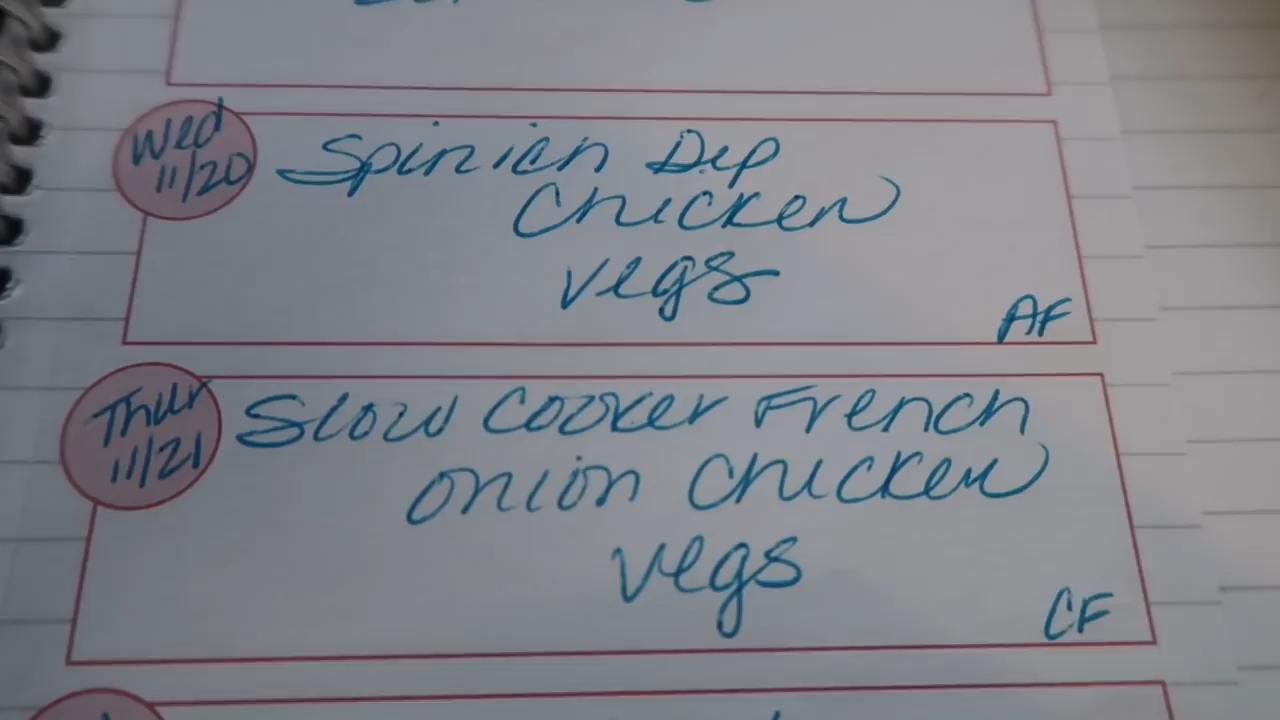 Wed
11/20
Spinich Dip
Chicken
vegs
AF
Thur
11/21
Slow Cooker French
onion Chicken
vegs
CF